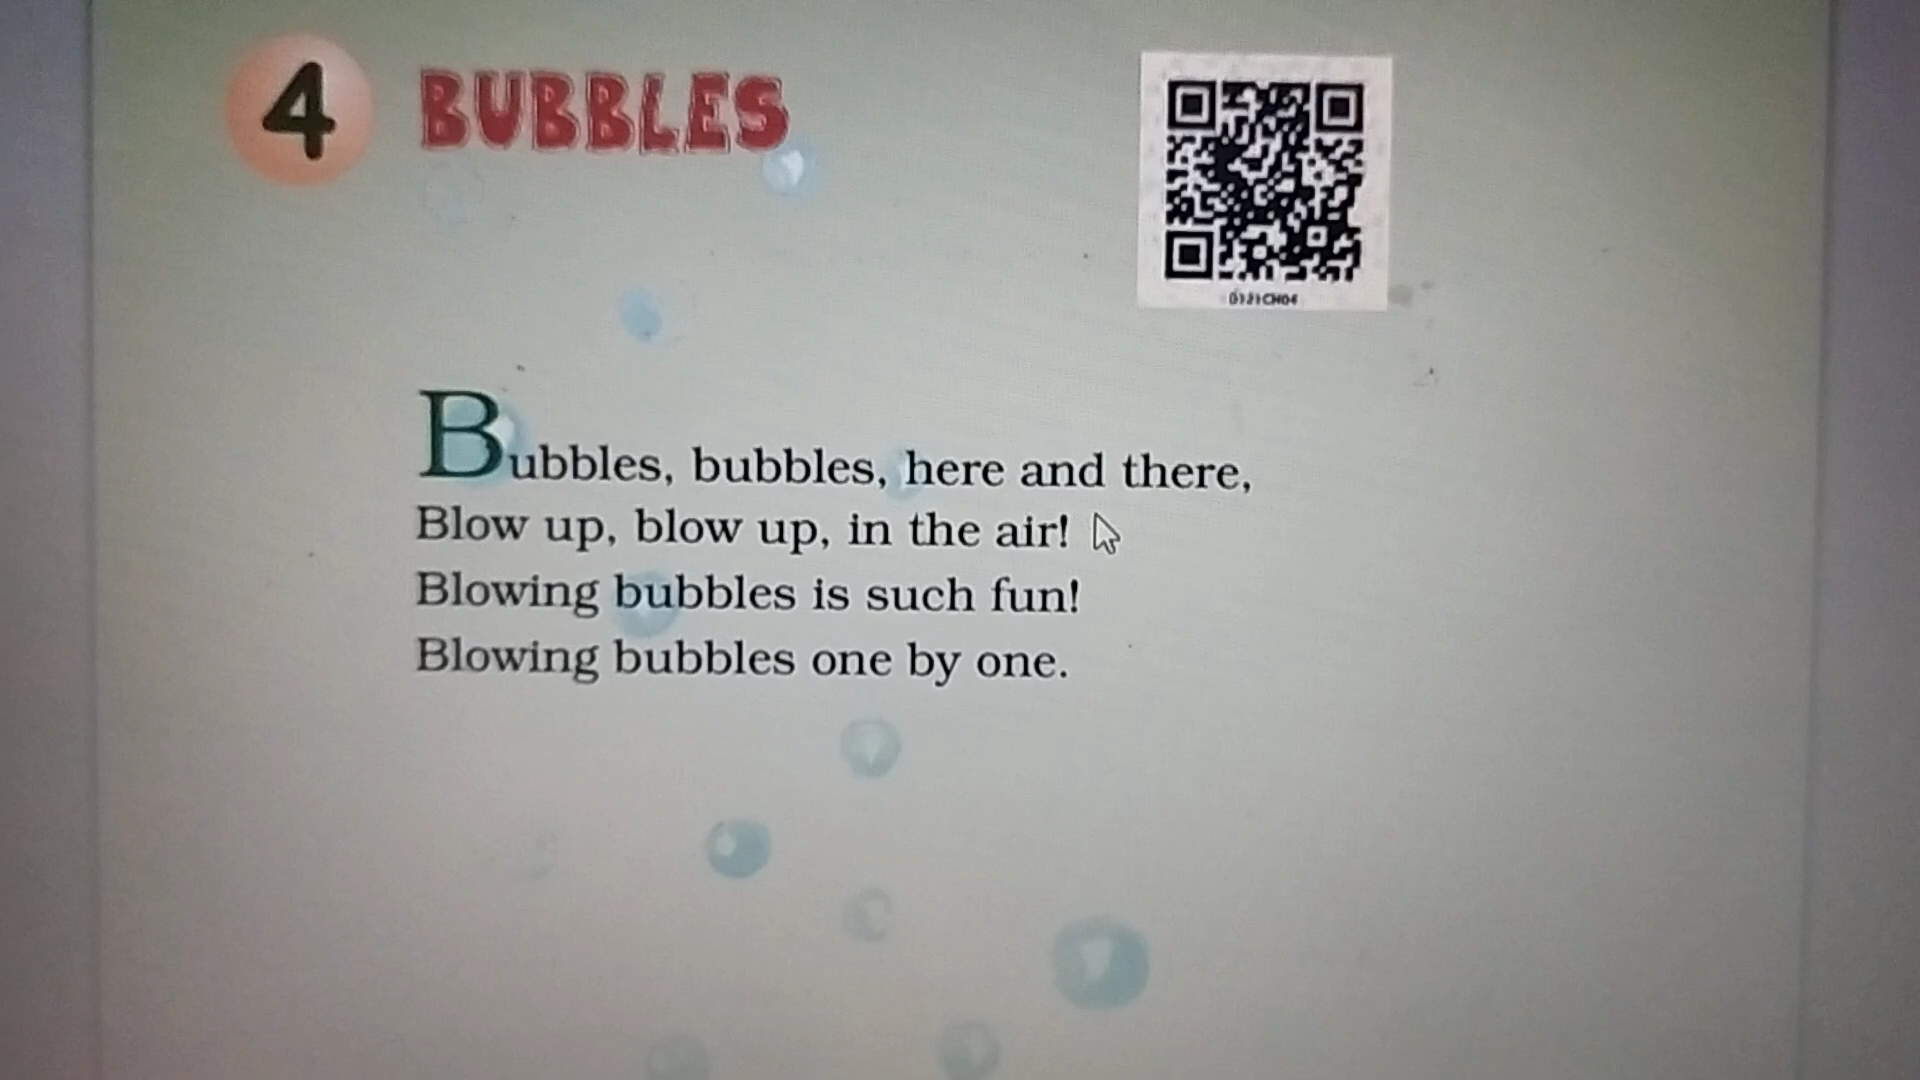 4 BUBBLES
0121CH04
Bubbles, bubbles, here and there,
Blow up, blow up, in the air!
Blowing bubbles is such fun!
Blowing bubbles one by one.